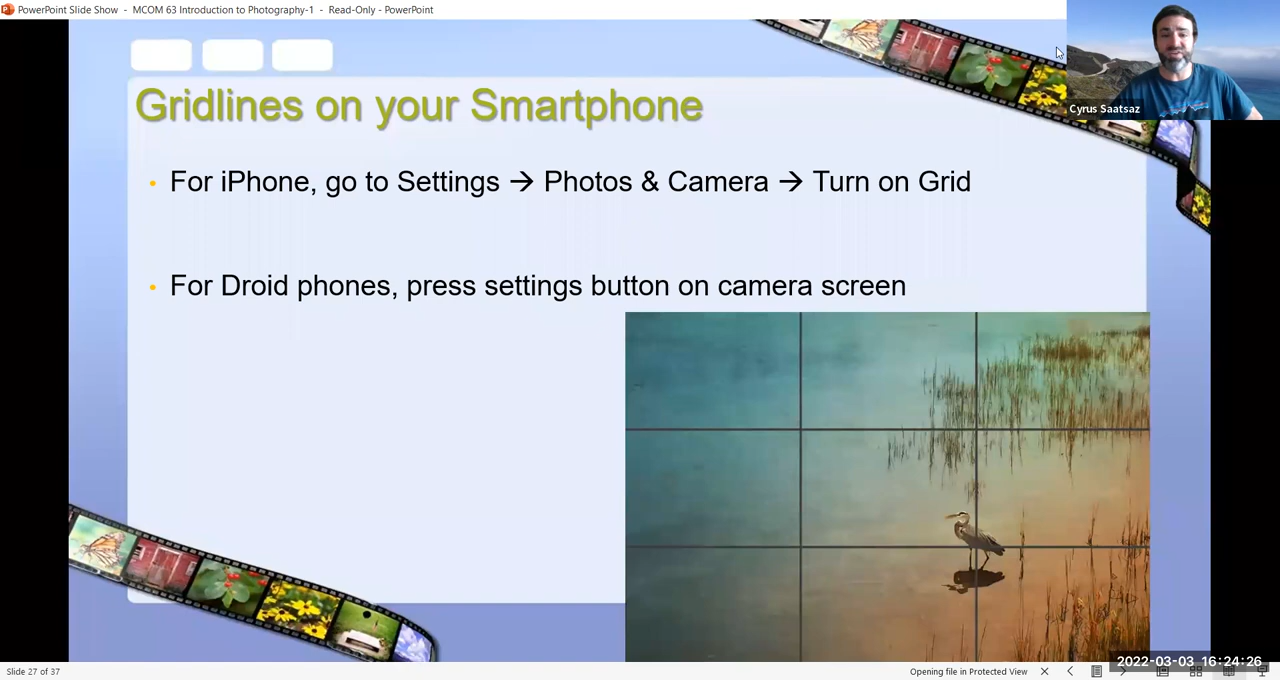 PowerPoint Slide Show - MCOM 63 Introduction to Photography-1 - Read-Only - PowerPoint
Cyrus Saatsaz
Gridlines on your Smartphone
• For iPhone, go to Settings → Photos & Camera → Turn on Grid
• For Droid phones, press settings button on camera screen
Slide 27 of 37
Opening file in Protected View
2022-03-03 16:24:26